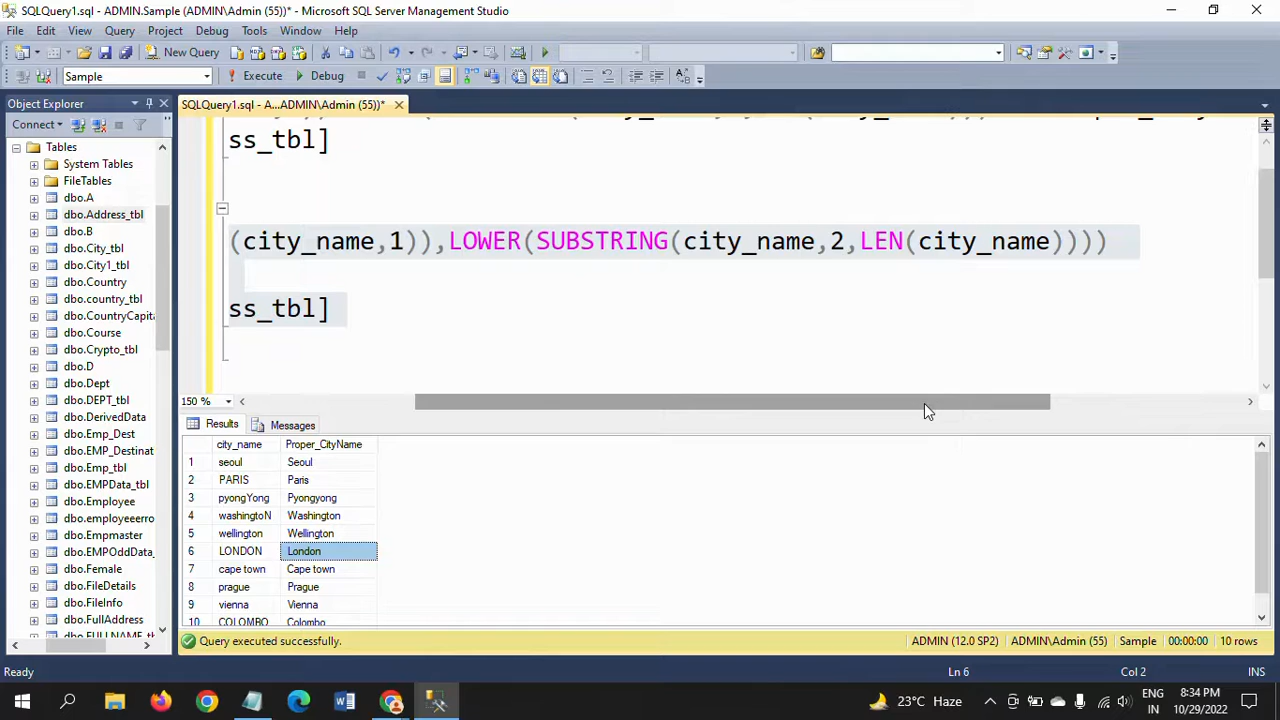 SQLQuery1.sql - ADMIN.Sample (ADMIN\Admin (55))* - Microsoft SQL Server Management Studio
File Edit View Query Project Debug Tools Window Help
New Query
Sample Execute Debug
Object Explorer
SQLQuery1.sql - A...ADMIN\Admin (55))*
Connect
Tables
System Tables
FileTables
dbo.A
dbo.Address_tbl
dbo.B
dbo.City_tbl
dbo.City1_tbl
dbo.Country
dbo.country_tbl
dbo.CountryCapita
dbo.Course
dbo.Crypto_tbl
dbo.D
dbo.Dept
dbo.DEPT_tbl
dbo.DerivedData
dbo.Emp_Dest
dbo.EMP_Destinat
dbo.Emp_tbl
dbo.EMPData_tbl
dbo.Employee
dbo.employeeerro
dbo.Empmaster
dbo.EMPOddData_
dbo.Female
dbo.FileDetails
dbo.FileInfo
dbo.FullAddress
ss_tbl]
(city_name,1)),LOWER(SUBSTRING(city_name,2,LEN(city_name))))
ss_tbl]
150 %
Results Messages
city_name Proper_CityName
1 seoul Seoul
2 PARIS Paris
3 pyongYong Pyongyong
4 washingtoN Washington
5 wellington Wellington
6 LONDON London
7 cape town Cape town
8 prague Prague
9 vienna Vienna
10 COLOMBO Colombo
Query executed successfully. ADMIN (12.0 SP2) ADMIN\Admin (55) Sample 00:00:00 10 rows
Ready Ln 6 Col 2 INS
23°C Haze ENG IN 8:34 PM 10/29/2022